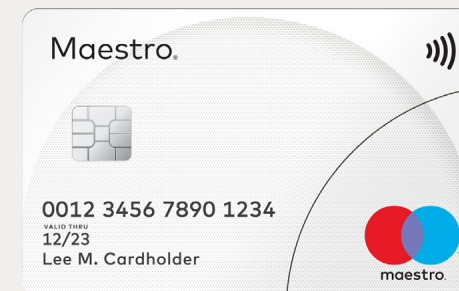 Maestro®
0012 3456 7890 1234
VALID THRU
12/23
Lee M. Cardholder
maestro.